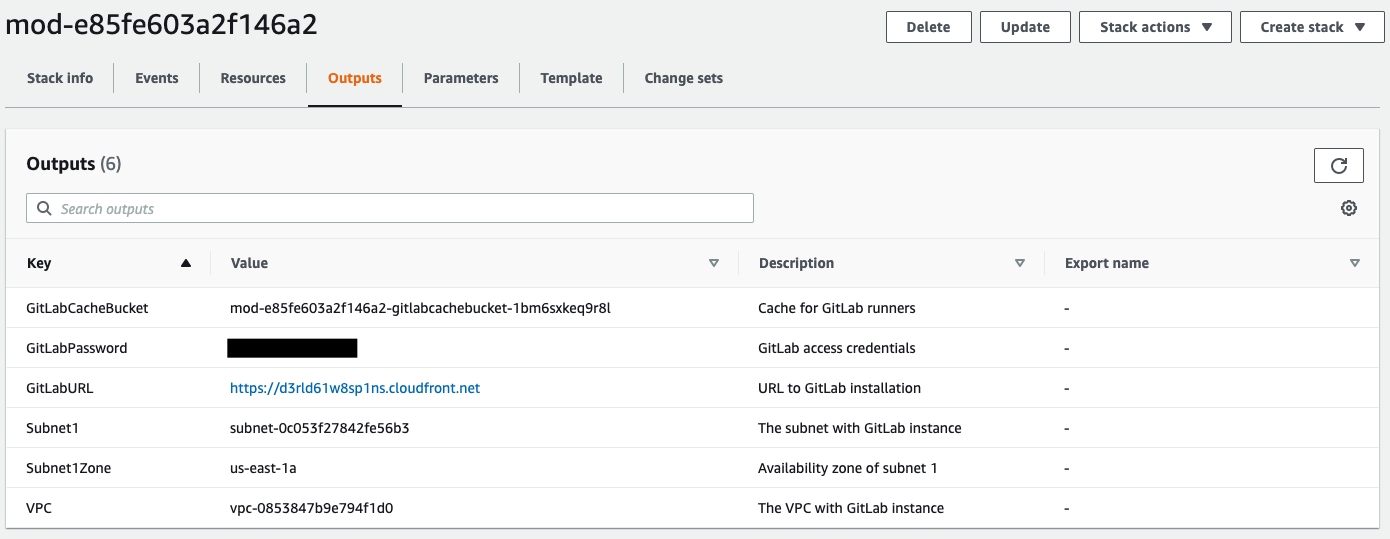 mod-e85fe603a2f146a2
Delete Update Stack actions Create stack
Stack info Events Resources Outputs Parameters Template Change sets
Outputs (6)
Search outputs
Key Value Description Export name
GitLabCacheBucket mod-e85fe603a2f146a2-gitlabcachebucket-1bm6sxkeq9r8l Cache for GitLab runners -
GitLabPassword GitLab access credentials -
GitLabURL https://d3rld61w8sp1ns.cloudfront.net URL to GitLab installation -
Subnet1 subnet-0c053f27842fe56b3 The subnet with GitLab instance -
Subnet1Zone us-east-1a Availability zone of subnet 1 -
VPC vpc-0853847b9e794f1d0 The VPC with GitLab instance -